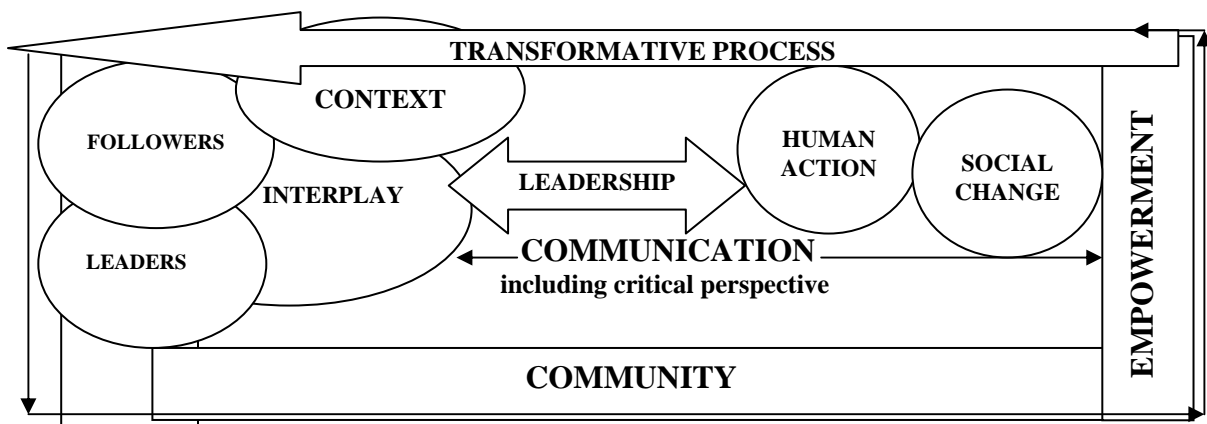 TRANSFORMATIVE PROCESS
CONTEXT
FOLLOWERS
HUMAN
ACTION
SOCIAL
CHANGE
LEADERSHIP
INTERPLAY
LEADERS
COMMUNICATION
including critical perspective
COMMUNITY
EMPOWERMENT